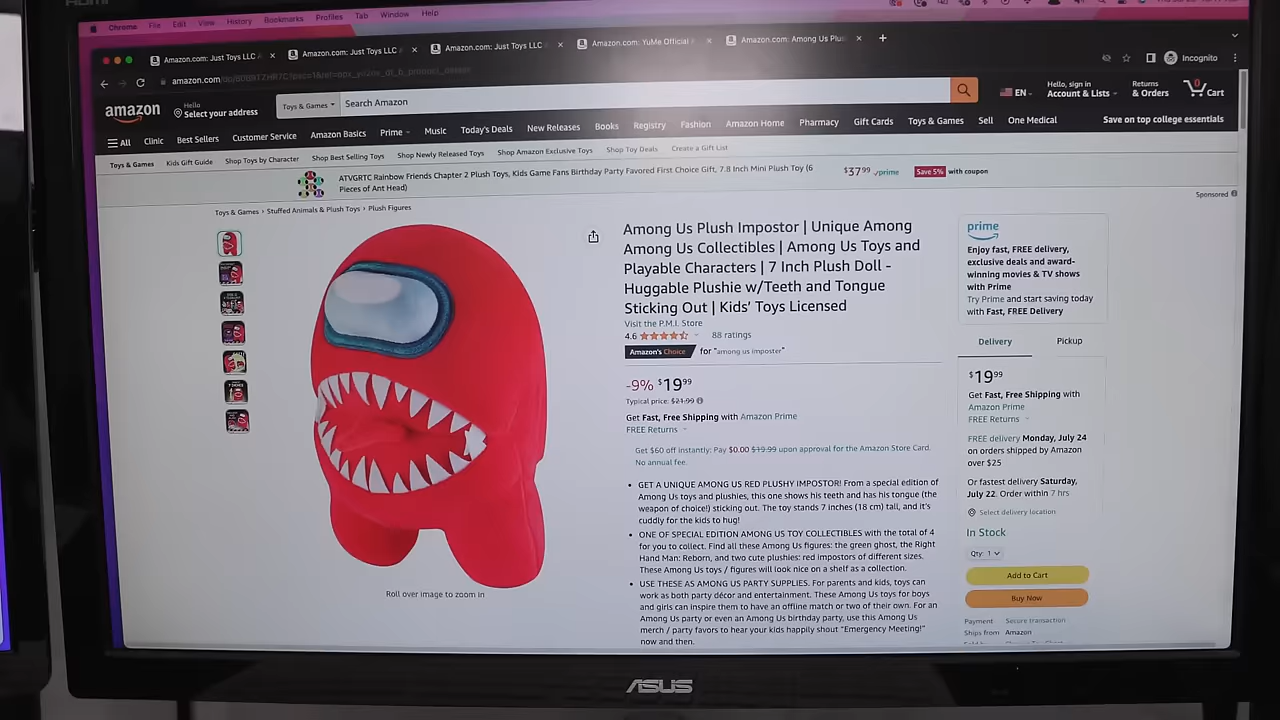 HDMI
Chrome File Edit View History Bookmarks Profiles Tab Window Help
Amazon.com: Just Toys LLC A
Amazon.com: Just Toys LLC A
Amazon.com: Just Toys LLC
Amazon.com: YuMe Official
Amazon.com: Among Us Plus
Incognito
amazon
Hello
Select your address
Toys & Games
Search Amazon
EN
Hello, sign in
Account & Lists
Returns
& Orders
0
Cart
All Clinic Best Sellers Customer Service Amazon Basics Prime Music Today's Deals New Releases Books Registry Fashion Amazon Home Pharmacy Gift Cards Toys & Games Sell One Medical
Save on top college essentials
Toys & Games Kids Gift Guide Shop Toys by Character Shop Best Selling Toys Shop Newly Released Toys Shop Amazon Exclusive Toys Shop Toy Deals Create a Gift List
ATVGRTC Rainbow Friends Chapter 2 Plush Toys, Kids Game Fans Birthday Party Favored First Choice Gift, 7.8 Inch Mini Plush Toy (6
Pieces of Ant Head)
$37.99 prime Save 5% with coupon
Sponsored
Toys & Games › Stuffed Animals & Plush Toys › Plush Figures
Among Us Plush Impostor | Unique Among
Among Us Collectibles | Among Us Toys and
Playable Characters | 7 Inch Plush Doll -
Huggable Plushie w/Teeth and Tongue
Sticking Out | Kids' Toys Licensed
Visit the P.M.I. Store
4.6 88 ratings
Amazon's Choice for "among us imposter"
-9% $19.99
Typical price: $21.99
Get Fast, Free Shipping with Amazon Prime
FREE Returns
Get $60 off instantly: Pay $0.00 $19.99 upon approval for the Amazon Store Card.
No annual fee.
• GET A UNIQUE AMONG US RED PLUSHY IMPOSTOR! From a special edition of
Among Us toys and plushies, this one shows his teeth and has his tongue (the
weapon of choice!) sticking out. The toy stands 7 inches (18 cm) tall, and it's
cuddly for the kids to hug!
• ONE OF SPECIAL EDITION AMONG US TOY COLLECTIBLES with the total of 4
for you to collect. Find all these Among Us figures: the green ghost, the Right
Hand Man: Reborn, and two cute plushies: red impostors of different sizes.
These Among Us toys / figures will look nice on a shelf as a collection.
• USE THESE AS AMONG US PARTY SUPPLIES. For parents and kids, toys can
work as both party décor and entertainment. These Among Us toys for boys
and girls can inspire them to have an offline match or two of their own. For an
Among Us party or even an Among Us birthday party, use this Among Us
merch / party favors to hear your kids happily shout "Emergency Meeting!"
now and then.
Roll over image to zoom in
prime
Enjoy fast, FREE delivery,
exclusive deals and award-
winning movies & TV shows
with Prime
Try Prime and start saving today
with Fast, FREE Delivery
Delivery Pickup
$19.99
Get Fast, Free Shipping with
Amazon Prime
FREE Returns
FREE delivery Monday, July 24
on orders shipped by Amazon
over $25
Or fastest delivery Saturday,
July 22. Order within 7 hrs
Select delivery location
In Stock
Qty: 1
Add to Cart
Buy Now
Payment Secure transaction
Ships from Amazon
ASUS